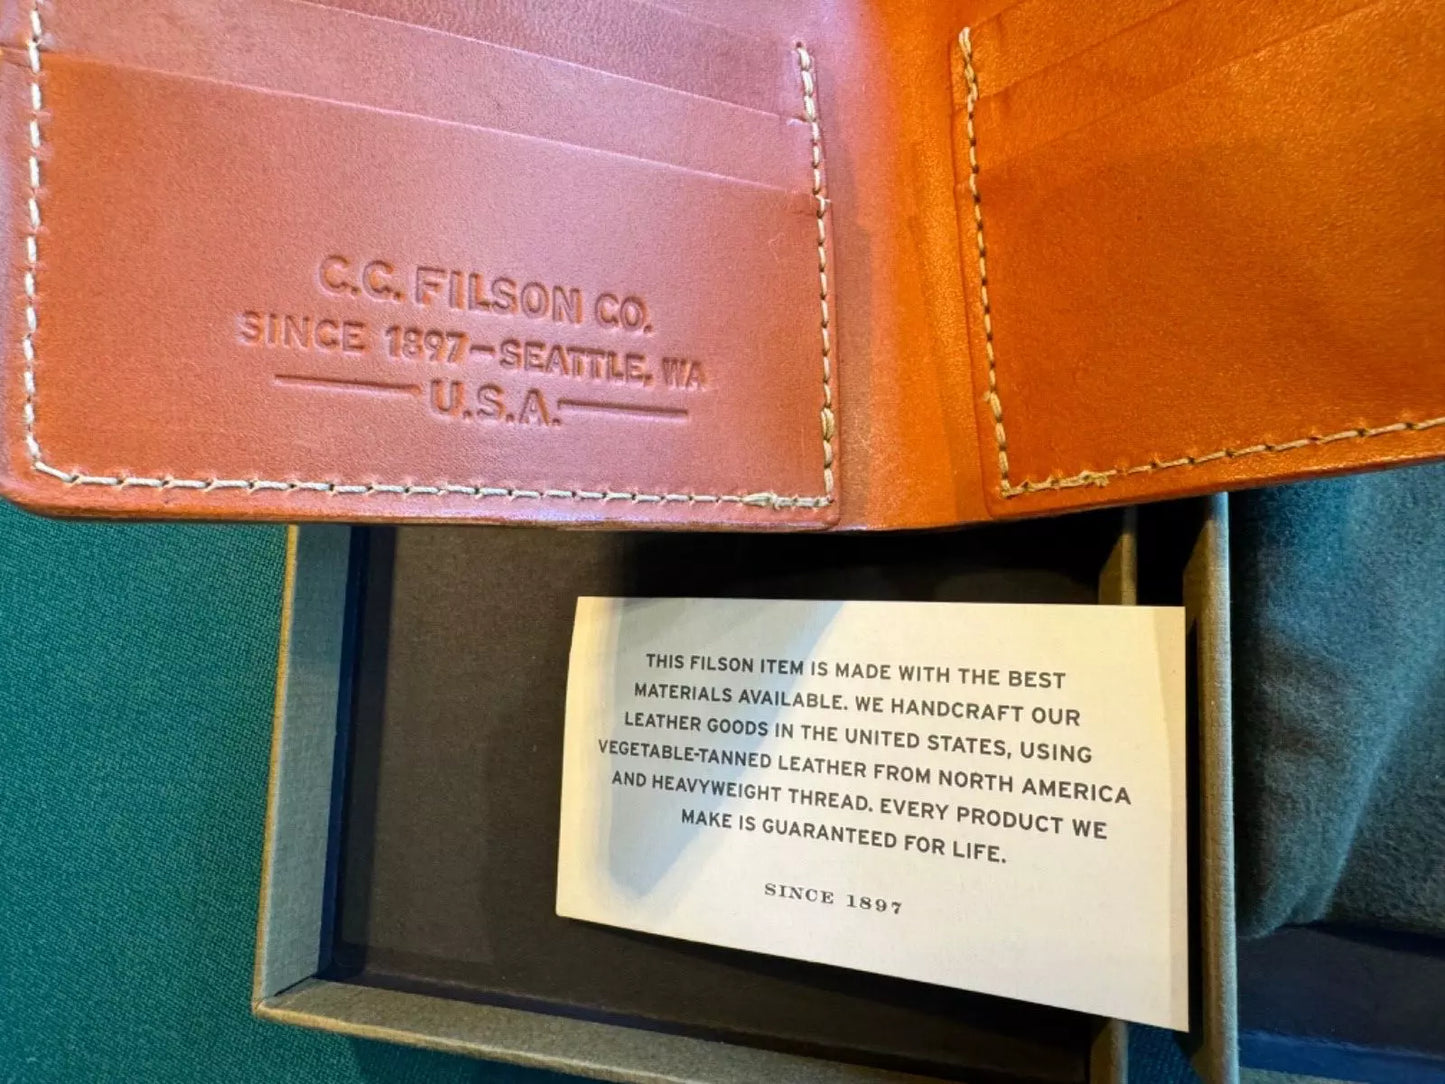 C.C. FILSON CO.
SINCE 1897–SEATTLE, WA
U.S.A.
THIS FILSON ITEM IS MADE WITH THE BEST
MATERIALS AVAILABLE. WE HANDCRAFT OUR
LEATHER GOODS IN THE UNITED STATES, USING
VEGETABLE-TANNED LEATHER FROM NORTH AMERICA
AND HEAVYWEIGHT THREAD. EVERY PRODUCT WE
MAKE IS GUARANTEED FOR LIFE.
SINCE 1897